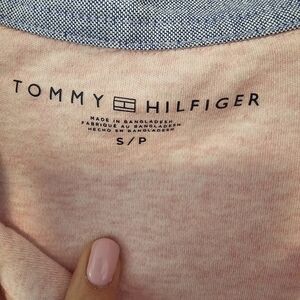 TOMMY HILFIGER
MADE IN BANGLADESH
FABRIQUÉ AU BANGLADESH
HECHO EN BANGLADESH
S/P